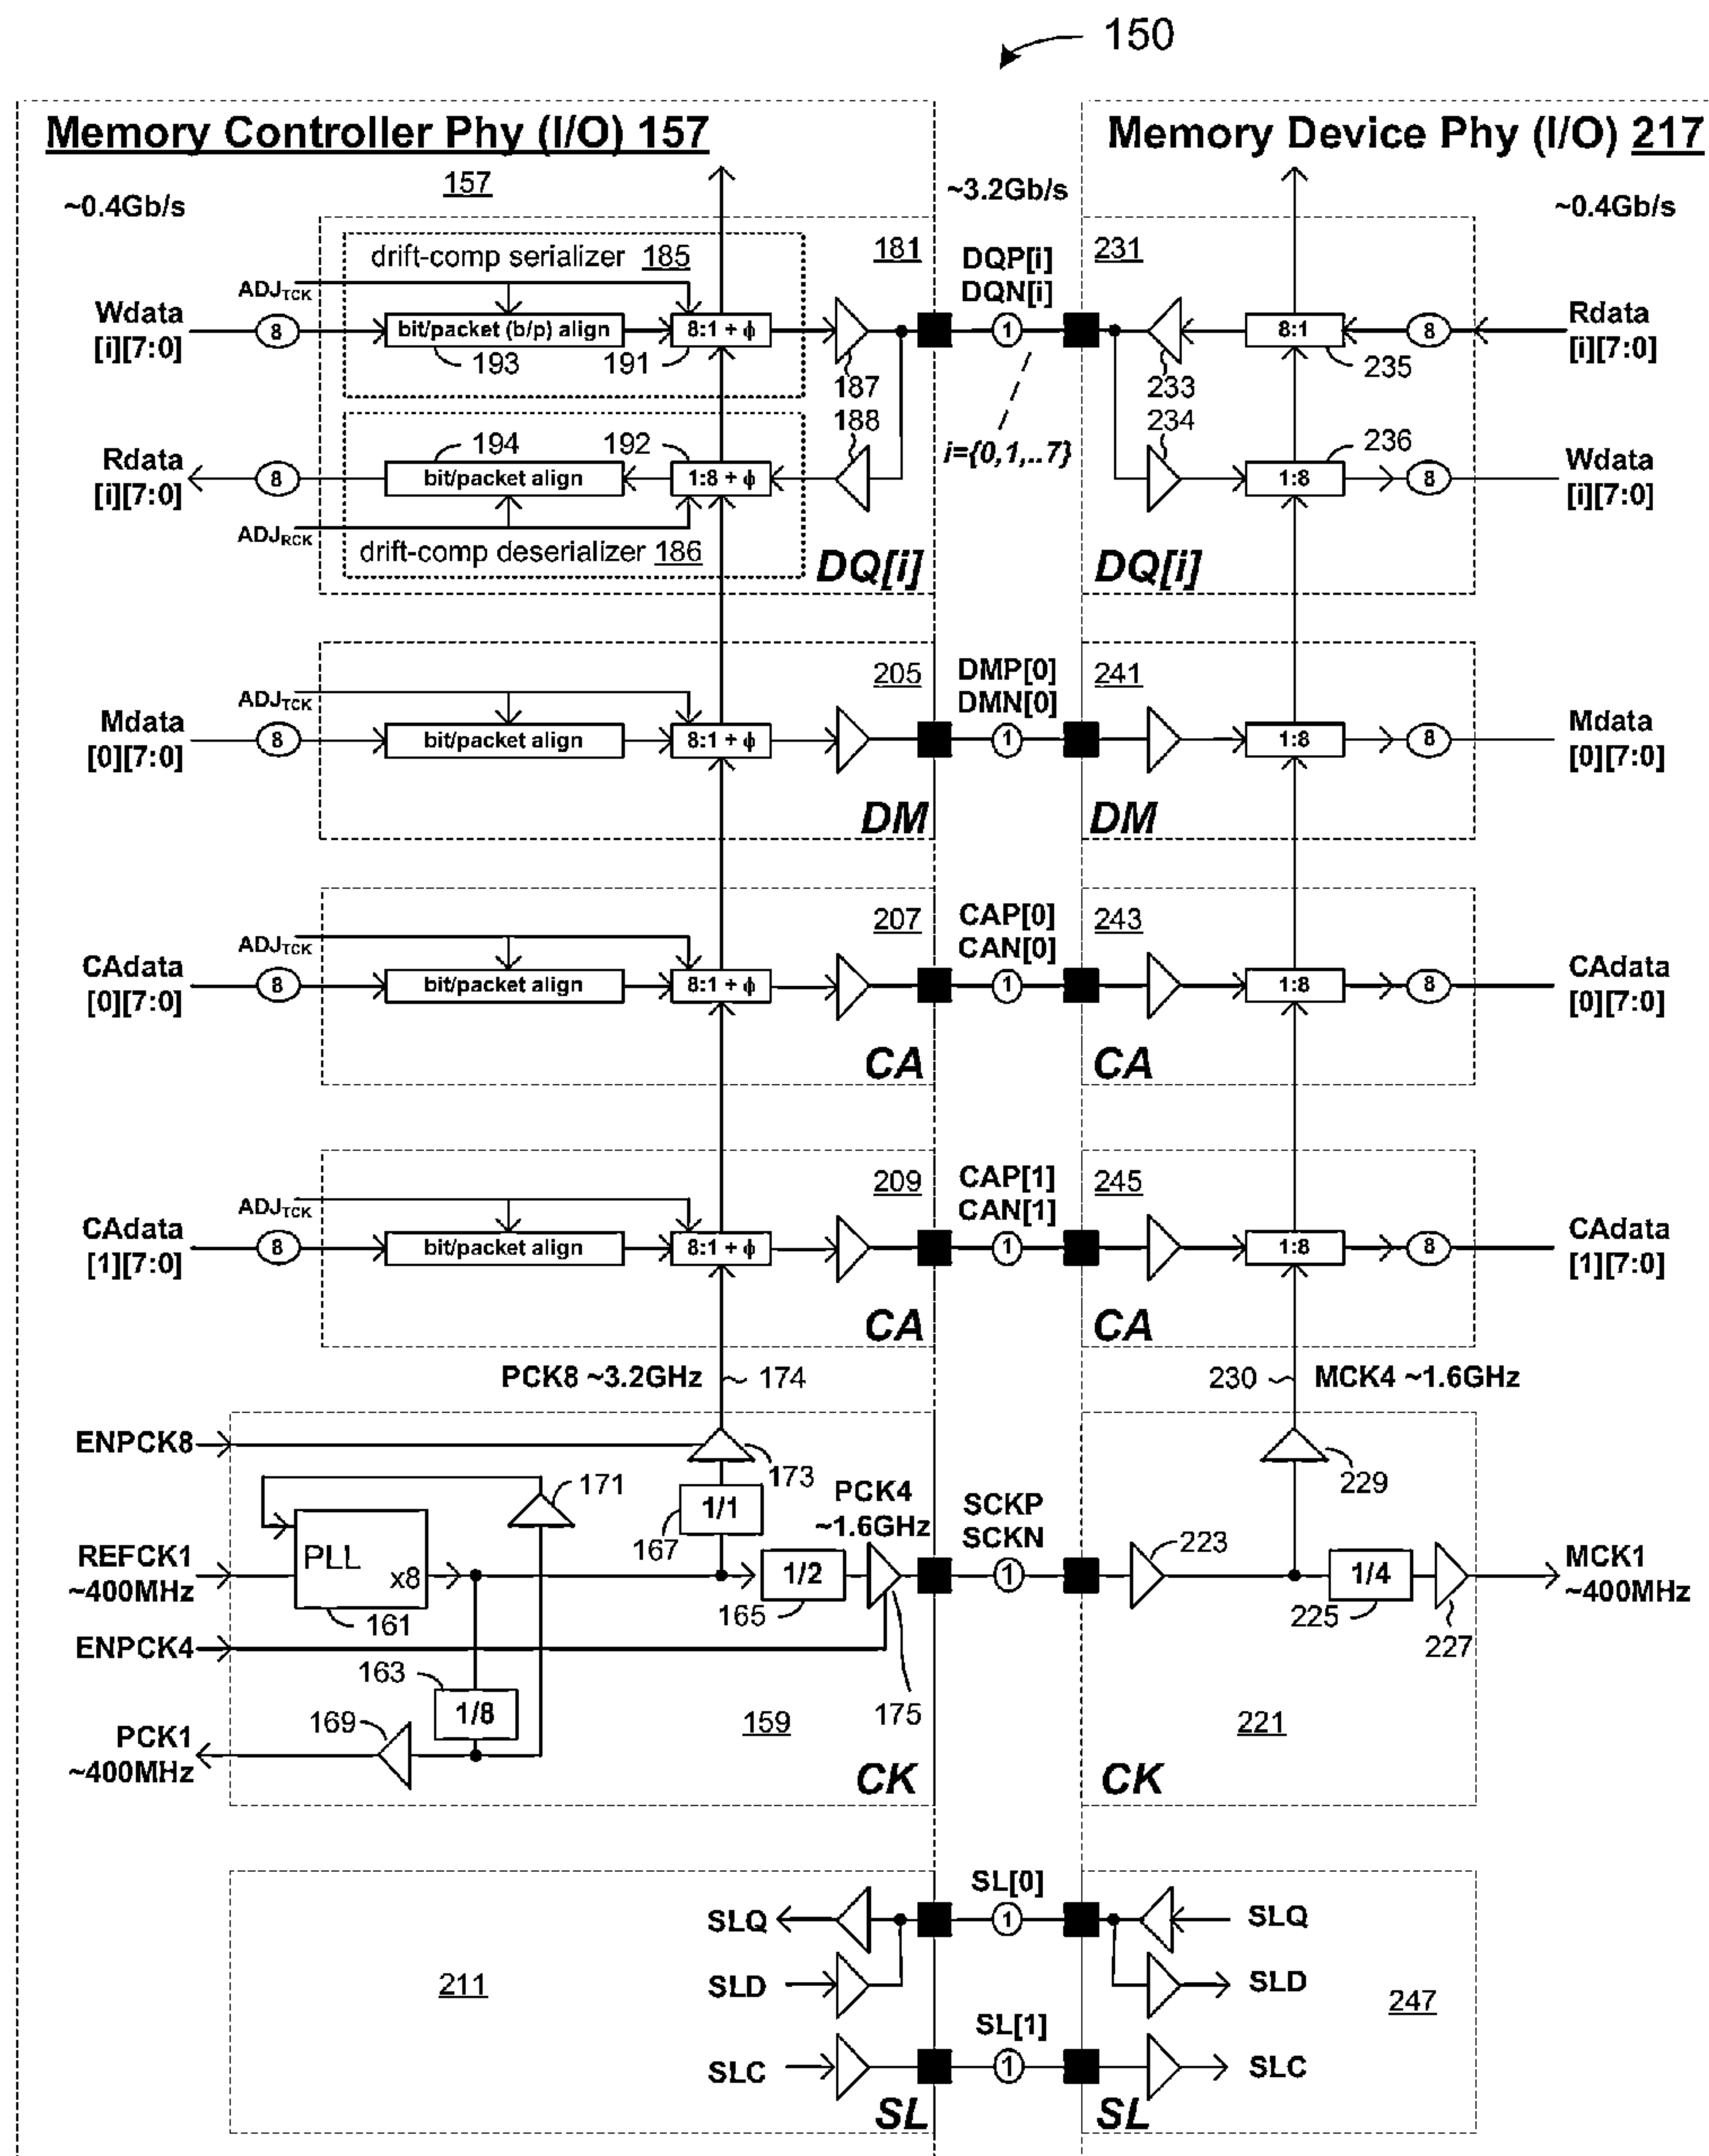 150
Memory Controller Phy (I/O) 157
Memory Device Phy (I/O) 217
157
~0.4Gb/s
~3.2Gb/s
~0.4Gb/s
drift-comp serializer 185
181
DQP[i]
DQN[i]
231
ADJTCK
Wdata
[i][7:0]
8
bit/packet (b/p) align
8:1 + ϕ
1
8:1
8
Rdata
[i][7:0]
193
191
187
233
235
188
234
194
192
i={0,1,..7}
236
Rdata
[i][7:0]
8
bit/packet align
1:8 + ϕ
1:8
8
Wdata
[i][7:0]
ADJRCK
drift-comp deserializer 186
DQ[i]
DQ[i]
205
DMP[0]
DMN[0]
241
ADJTCK
Mdata
[0][7:0]
8
bit/packet align
8:1 + ϕ
1
1:8
8
Mdata
[0][7:0]
DM
DM
207
CAP[0]
CAN[0]
243
ADJTCK
CAdata
[0][7:0]
8
bit/packet align
8:1 + ϕ
1
1:8
8
CAdata
[0][7:0]
CA
CA
209
CAP[1]
CAN[1]
245
ADJTCK
CAdata
[1][7:0]
8
bit/packet align
8:1 + ϕ
1
1:8
8
CAdata
[1][7:0]
CA
CA
PCK8 ~3.2GHz
174
230
MCK4 ~1.6GHz
ENPCK8
173
229
171
1/1
167
PCK4
~1.6GHz
SCKP
SCKN
223
REFCK1
~400MHz
PLL
x8
161
1/2
165
1
1/4
225
227
MCK1
~400MHz
ENPCK4
163
1/8
175
169
159
221
PCK1
~400MHz
CK
CK
SL[0]
SLQ
1
SLQ
SLD
SLD
211
247
SL[1]
SLC
1
SLC
SL
SL